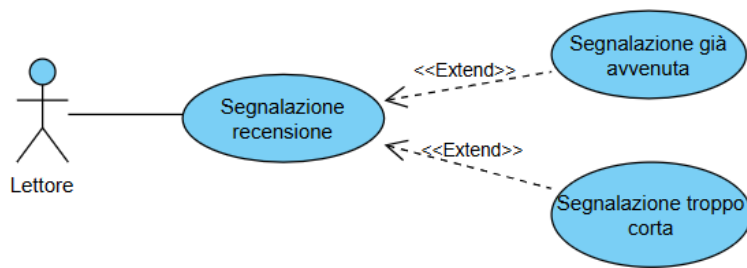 Segnalazione già
avvenuta
<<Extend>>
Segnalazione
recensione
<<Extend>>
Lettore
Segnalazione troppo
corta